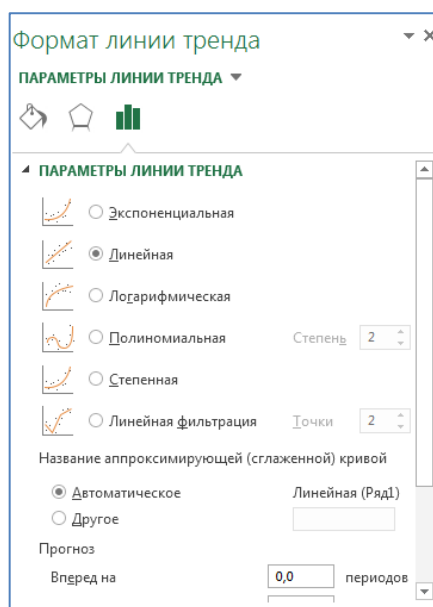 Формат линии тренда
ПАРАМЕТРЫ ЛИНИИ ТРЕНДА
ПАРАМЕТРЫ ЛИНИИ ТРЕНДА
Экспоненциальная
Линейная
Логарифмическая
Полиномиальная Степень 2
Степенная
Линейная фильтрация Точки 2
Название аппроксимирующей (сглаженной) кривой
Автоматическое Линейная (Ряд1)
Другое
Прогноз
Вперед на 0,0 периодов